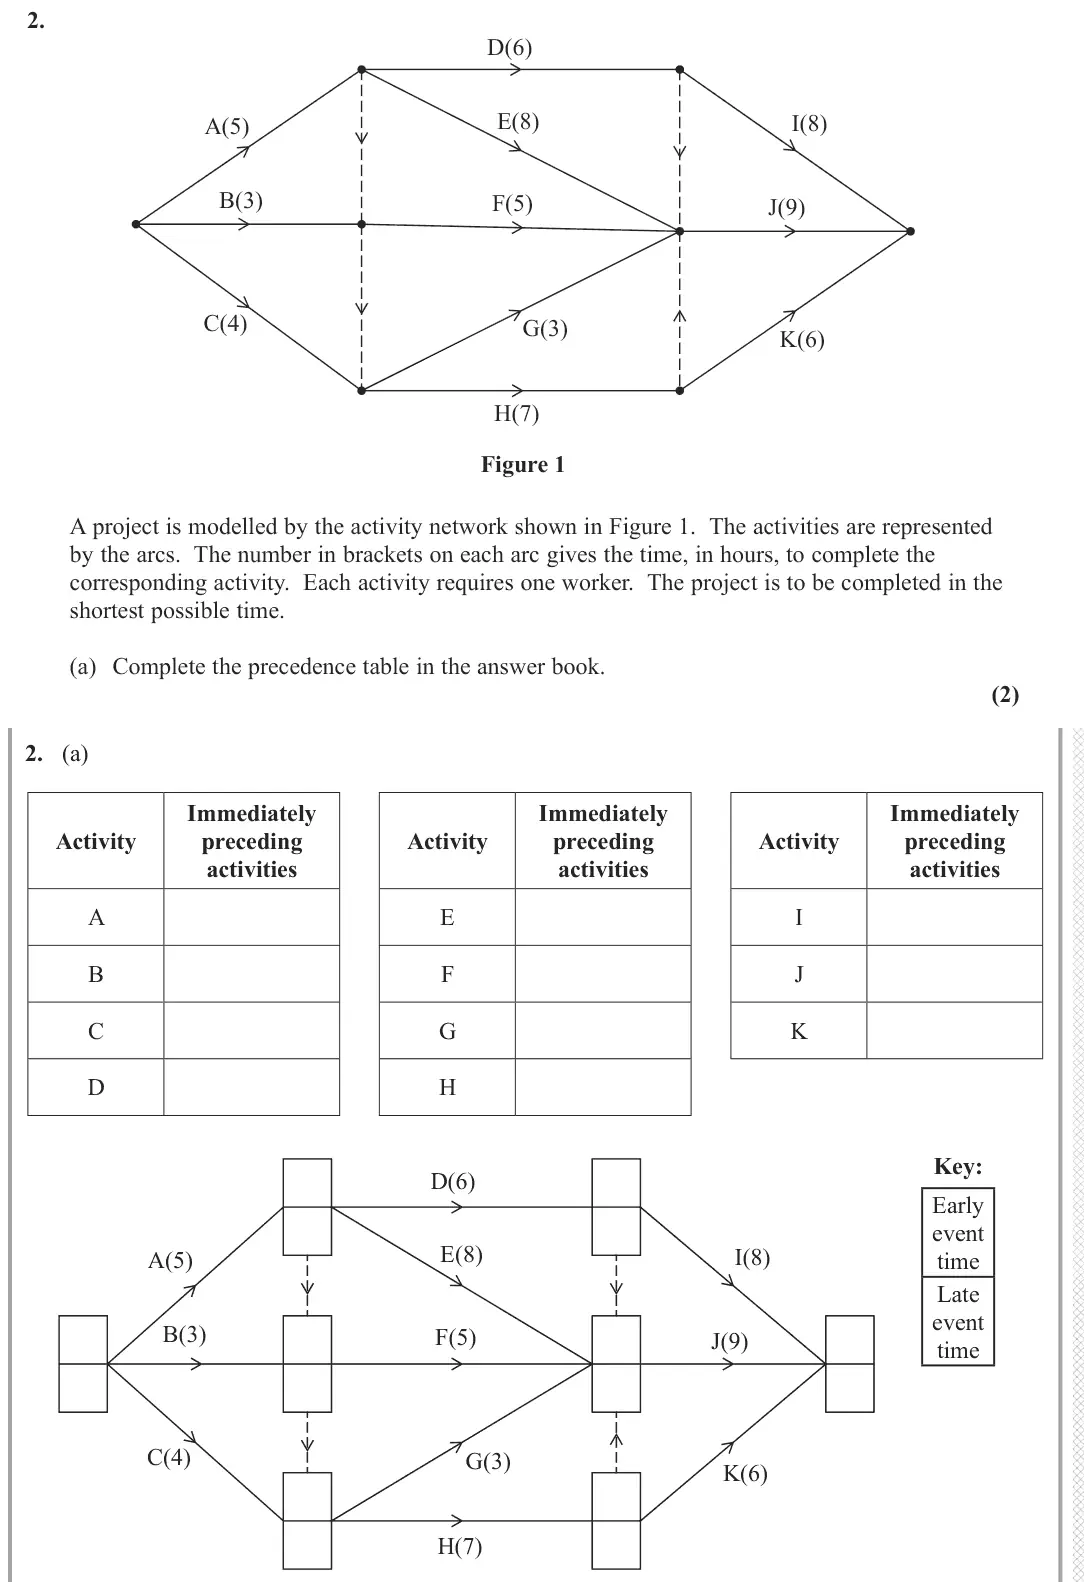 2.
D(6)
A(5)
E(8)
I(8)
B(3)
F(5)
J(9)
C(4)
G(3)
K(6)
H(7)
Figure 1
A project is modelled by the activity network shown in Figure 1. The activities are represented
by the arcs. The number in brackets on each arc gives the time, in hours, to complete the
corresponding activity. Each activity requires one worker. The project is to be completed in the
shortest possible time.
(a) Complete the precedence table in the answer book.
(2)
2. (a)
Activity
Immediately
preceding
activities
A
B
C
D
Activity
Immediately
preceding
activities
E
F
G
H
Activity
Immediately
preceding
activities
I
J
K
Key:
Early
event
time
Late
event
time
D(6)
A(5)
E(8)
I(8)
B(3)
F(5)
J(9)
C(4)
G(3)
K(6)
H(7)